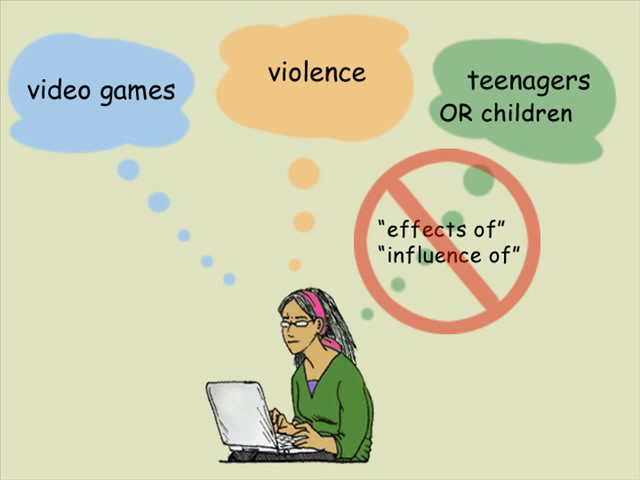 video games
violence
teenagers
OR children
“effects of”
“influence of”